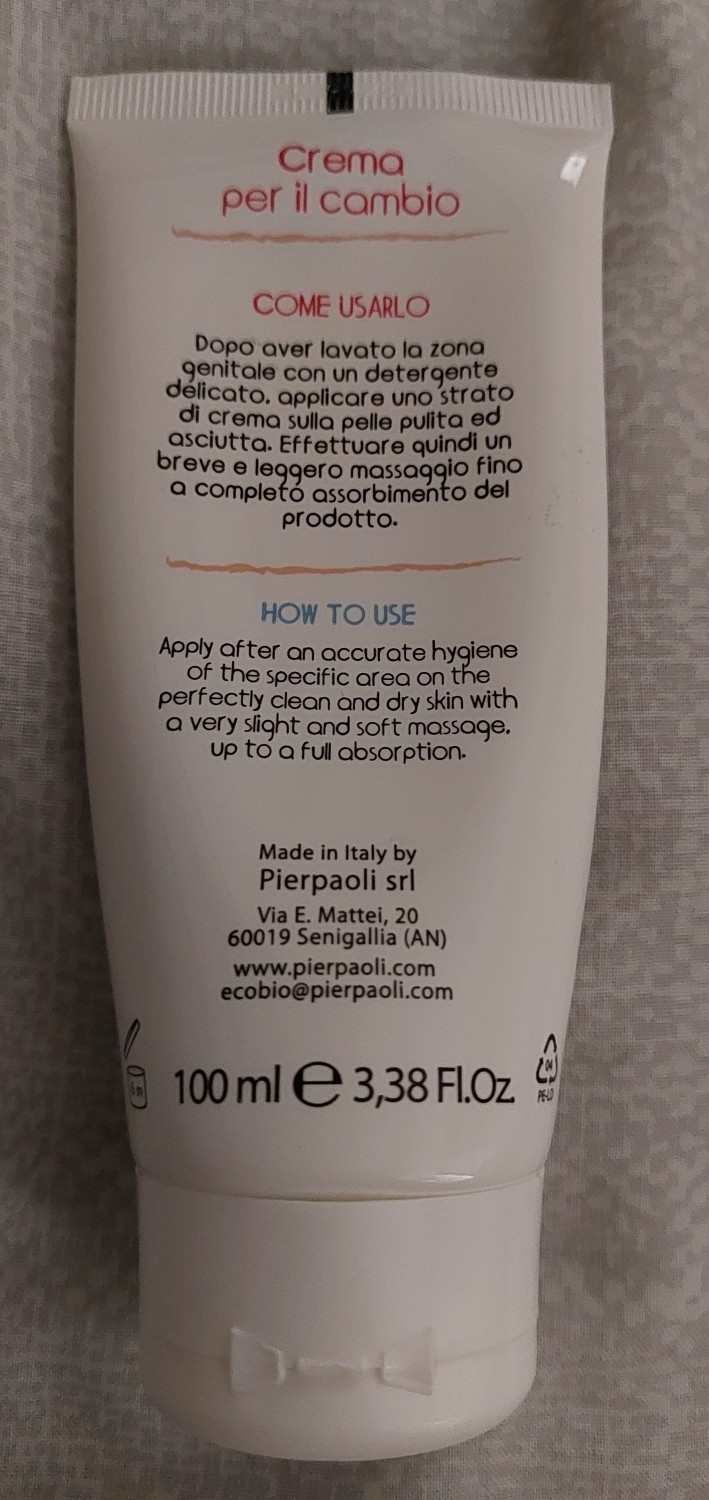 Crema
per il cambio
COME USARLO
Dopo aver lavato la zona
genitale con un detergente
delicato, applicare uno strato
di crema sulla pelle pulita ed
asciutta. Effettuare quindi un
breve e leggero massaggio fino
a completo assorbimento del
prodotto.
HOW TO USE
Apply after an accurate hygiene
of the specific area on the
perfectly clean and dry skin with
a very slight and soft massage,
up to a full absorption.
Made in Italy by
Pierpaoli srl
Via E. Mattei, 20
60019 Senigallia (AN)
www.pierpaoli.com
ecobio@pierpaoli.com
100 ml e 3,38 Fl.Oz.
04
PE-LD